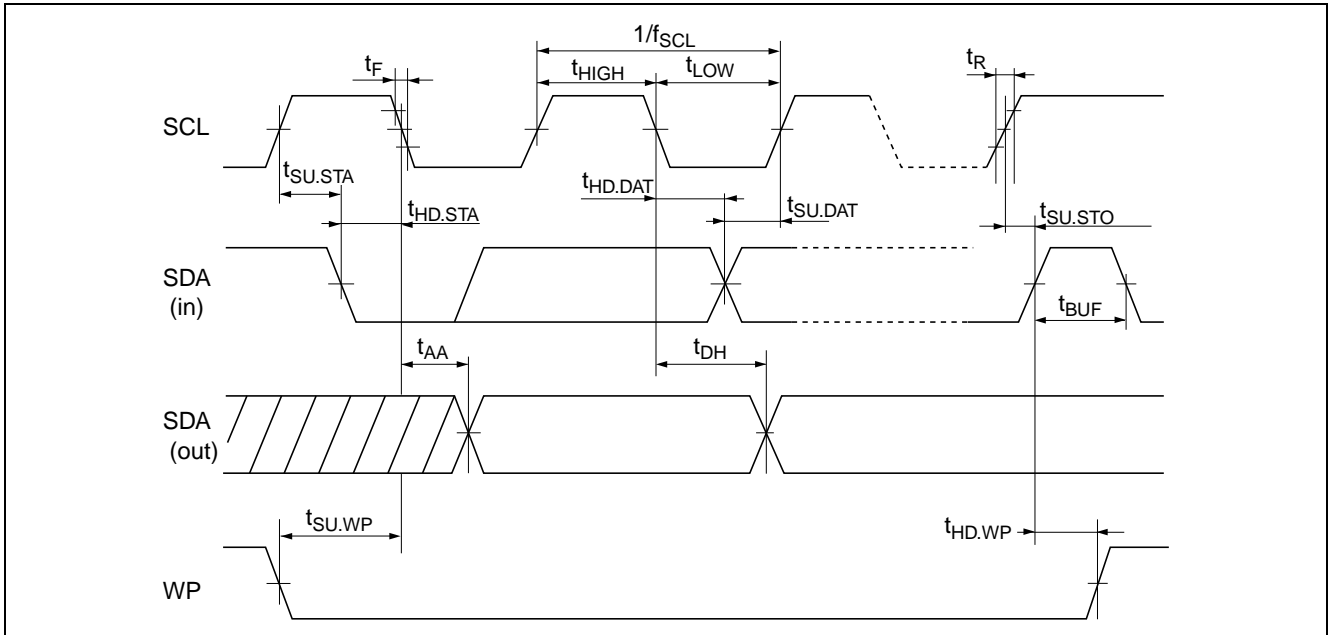 1/fSCL
tF
tHIGH
tLOW
tR
SCL
tSU.STA
tHD.DAT
tHD.STA
tSU.DAT
tSU.STO
SDA
(in)
tBUF
tAA
tDH
SDA
(out)
tSU.WP
tHD.WP
WP